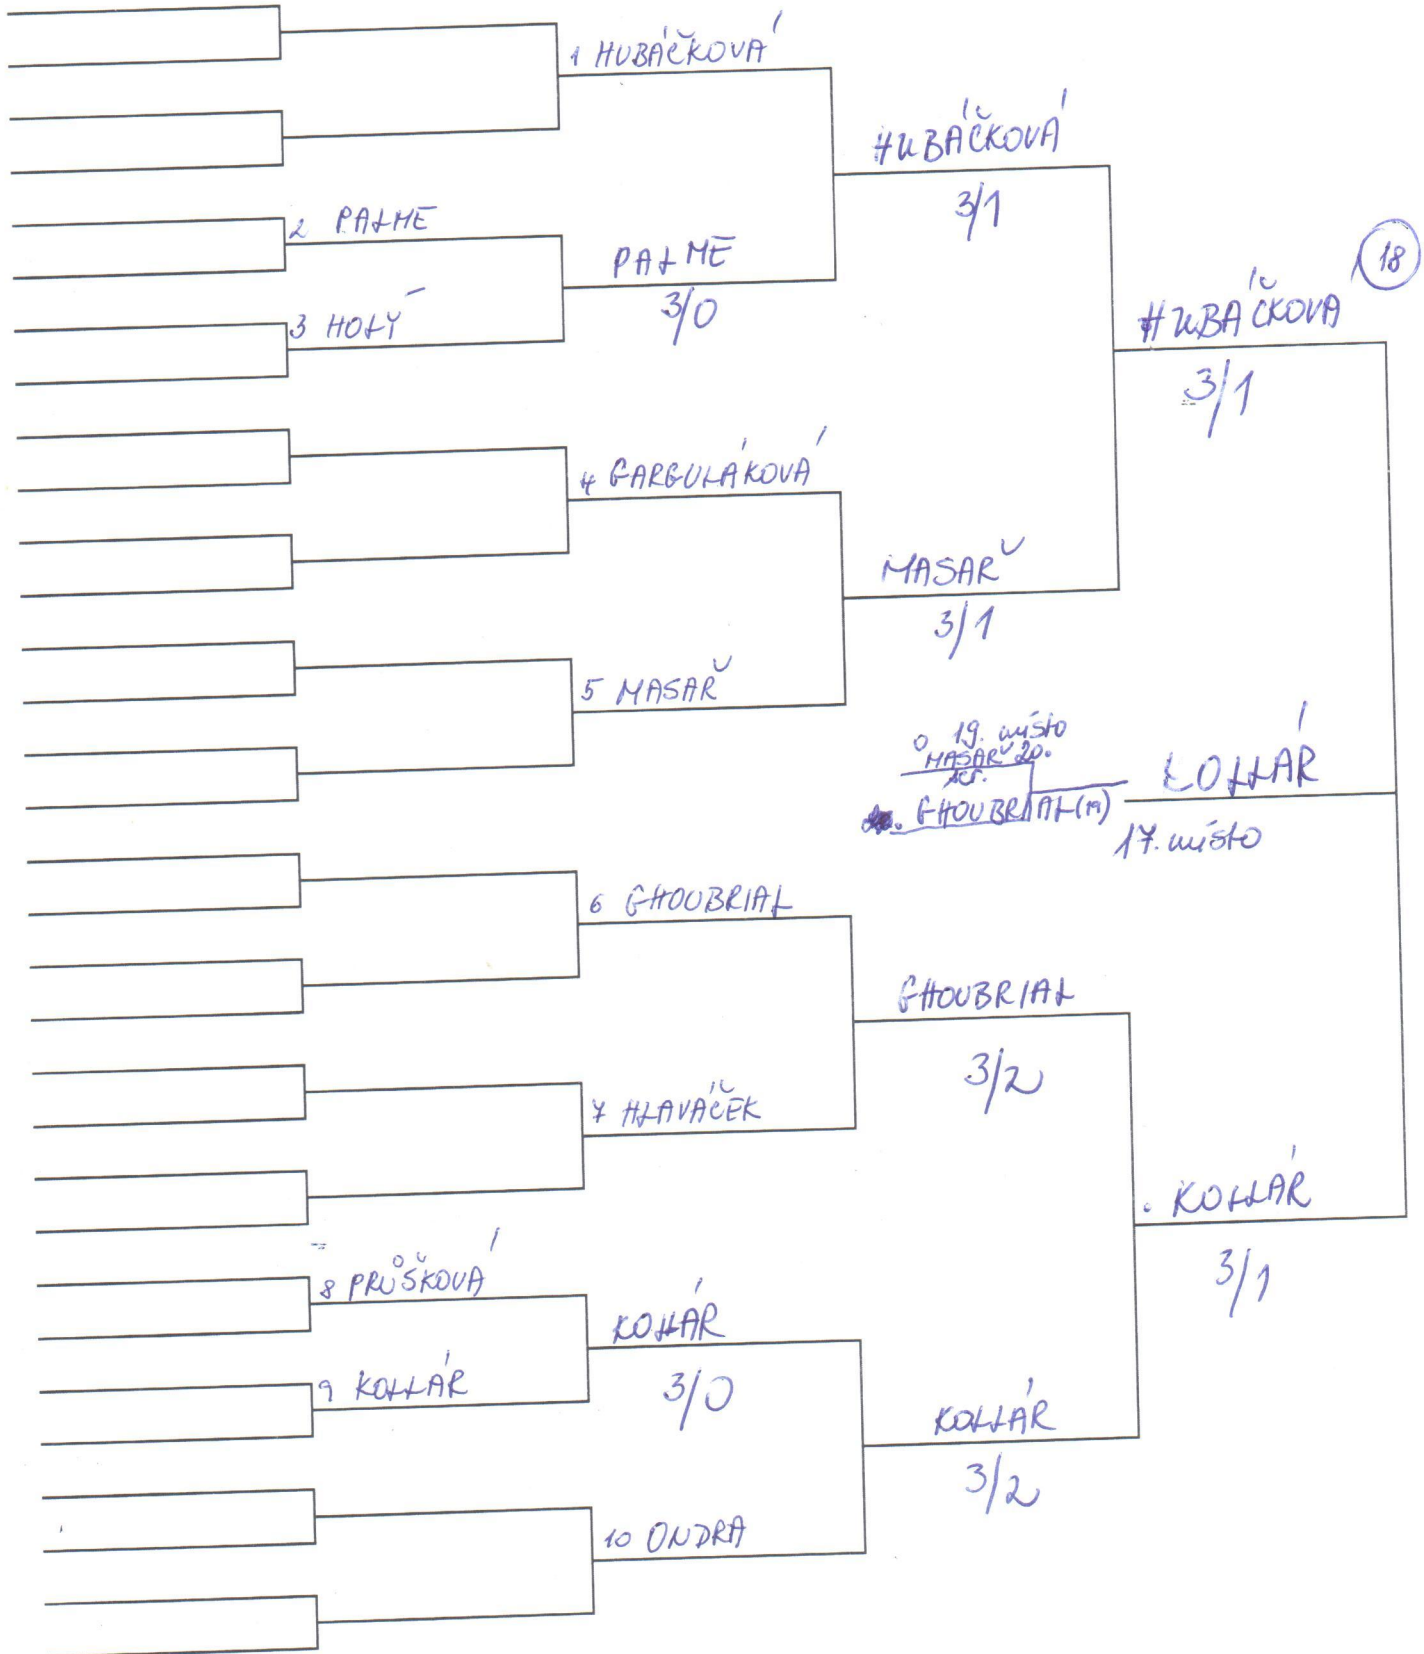 1 HUBÁČKOVÁ
HUBÁČKOVÁ
3/1
2 PALME
PALME
3/0
3 HOLÝ
18
HUBÁČKOVÁ
3/1
4 GARGULÁKOVÁ
MASAŘ
3/1
5 MASAŘ
O 19. místo
MASAŘ 20.
scr.
GHOUBRIAL (19)
KOLLÁR
17. místo
6 GHOUBRIAL
GHOUBRIAL
3/2
7 HLAVÁČEK
KOLLÁR
3/1
8 PRŮŠKOVÁ
KOLLÁR
3/0
9 KOLLÁR
KOLLÁR
3/2
10 ONDRA